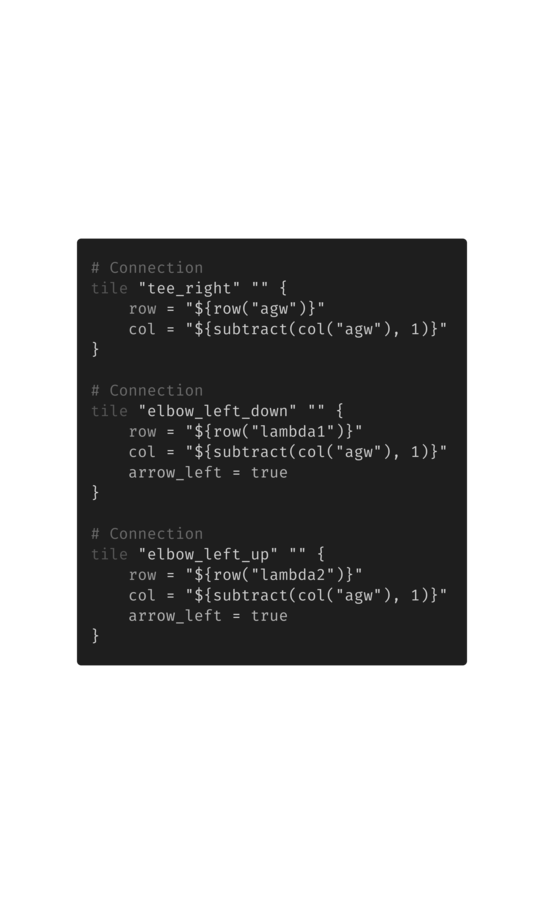 # Connection
tile "tee_right" "" {
    row = "${row("agw")}"
    col = "${subtract(col("agw"), 1)}"
}

# Connection
tile "elbow_left_down" "" {
    row = "${row("lambda1")}"
    col = "${subtract(col("agw"), 1)}"
    arrow_left = true
}

# Connection
tile "elbow_left_up" "" {
    row = "${row("lambda2")}"
    col = "${subtract(col("agw"), 1)}"
    arrow_left = true
}